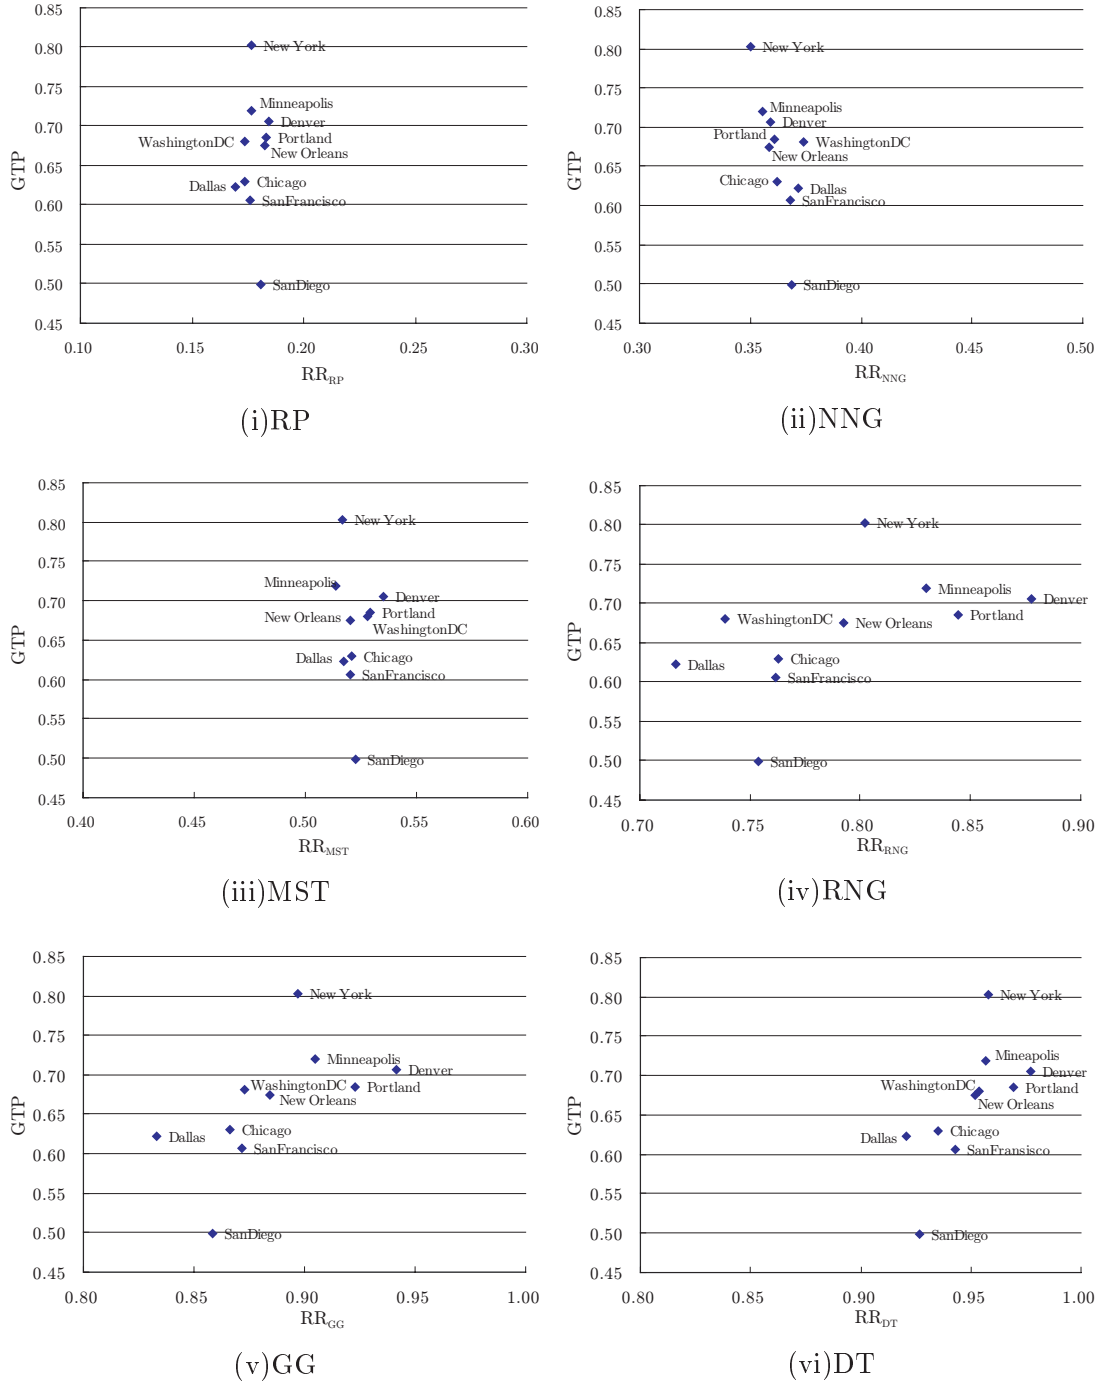 0.85
0.80
0.75
0.70
0.65
0.60
0.55
0.50
0.45
GTP
New York
Minneapolis
Denver
Portland
WashingtonDC
New Orleans
Chicago
Dallas
SanFrancisco
SanDiego
0.10 0.15 0.20 0.25 0.30
RR_RP
(i)RP
0.85
0.80
0.75
0.70
0.65
0.60
0.55
0.50
0.45
GTP
New York
Minneapolis
Denver
Portland
WashingtonDC
New Orleans
Chicago
Dallas
SanFrancisco
SanDiego
0.30 0.35 0.40 0.45 0.50
RR_NNG
(ii)NNG
0.85
0.80
0.75
0.70
0.65
0.60
0.55
0.50
0.45
GTP
New York
Minneapolis
Denver
Portland
New Orleans
WashingtonDC
Dallas
Chicago
SanFrancisco
SanDiego
0.40 0.45 0.50 0.55 0.60
RR_MST
(iii)MST
0.85
0.80
0.75
0.70
0.65
0.60
0.55
0.50
0.45
GTP
New York
Minneapolis
Denver
Portland
WashingtonDC
New Orleans
Chicago
Dallas
SanFrancisco
SanDiego
0.70 0.75 0.80 0.85 0.90
RR_RNG
(iv)RNG
0.85
0.80
0.75
0.70
0.65
0.60
0.55
0.50
0.45
GTP
New York
Minneapolis
Denver
WashingtonDC
Portland
New Orleans
Chicago
Dallas
SanFrancisco
SanDiego
0.80 0.85 0.90 0.95 1.00
RR_GG
(v)GG
0.85
0.80
0.75
0.70
0.65
0.60
0.55
0.50
0.45
GTP
New York
Mineapolis
Denver
WashingtonDC
Portland
New Orleans
Chicago
Dallas
SanFransisco
SanDiego
0.80 0.85 0.90 0.95 1.00
RR_DT
(vi)DT